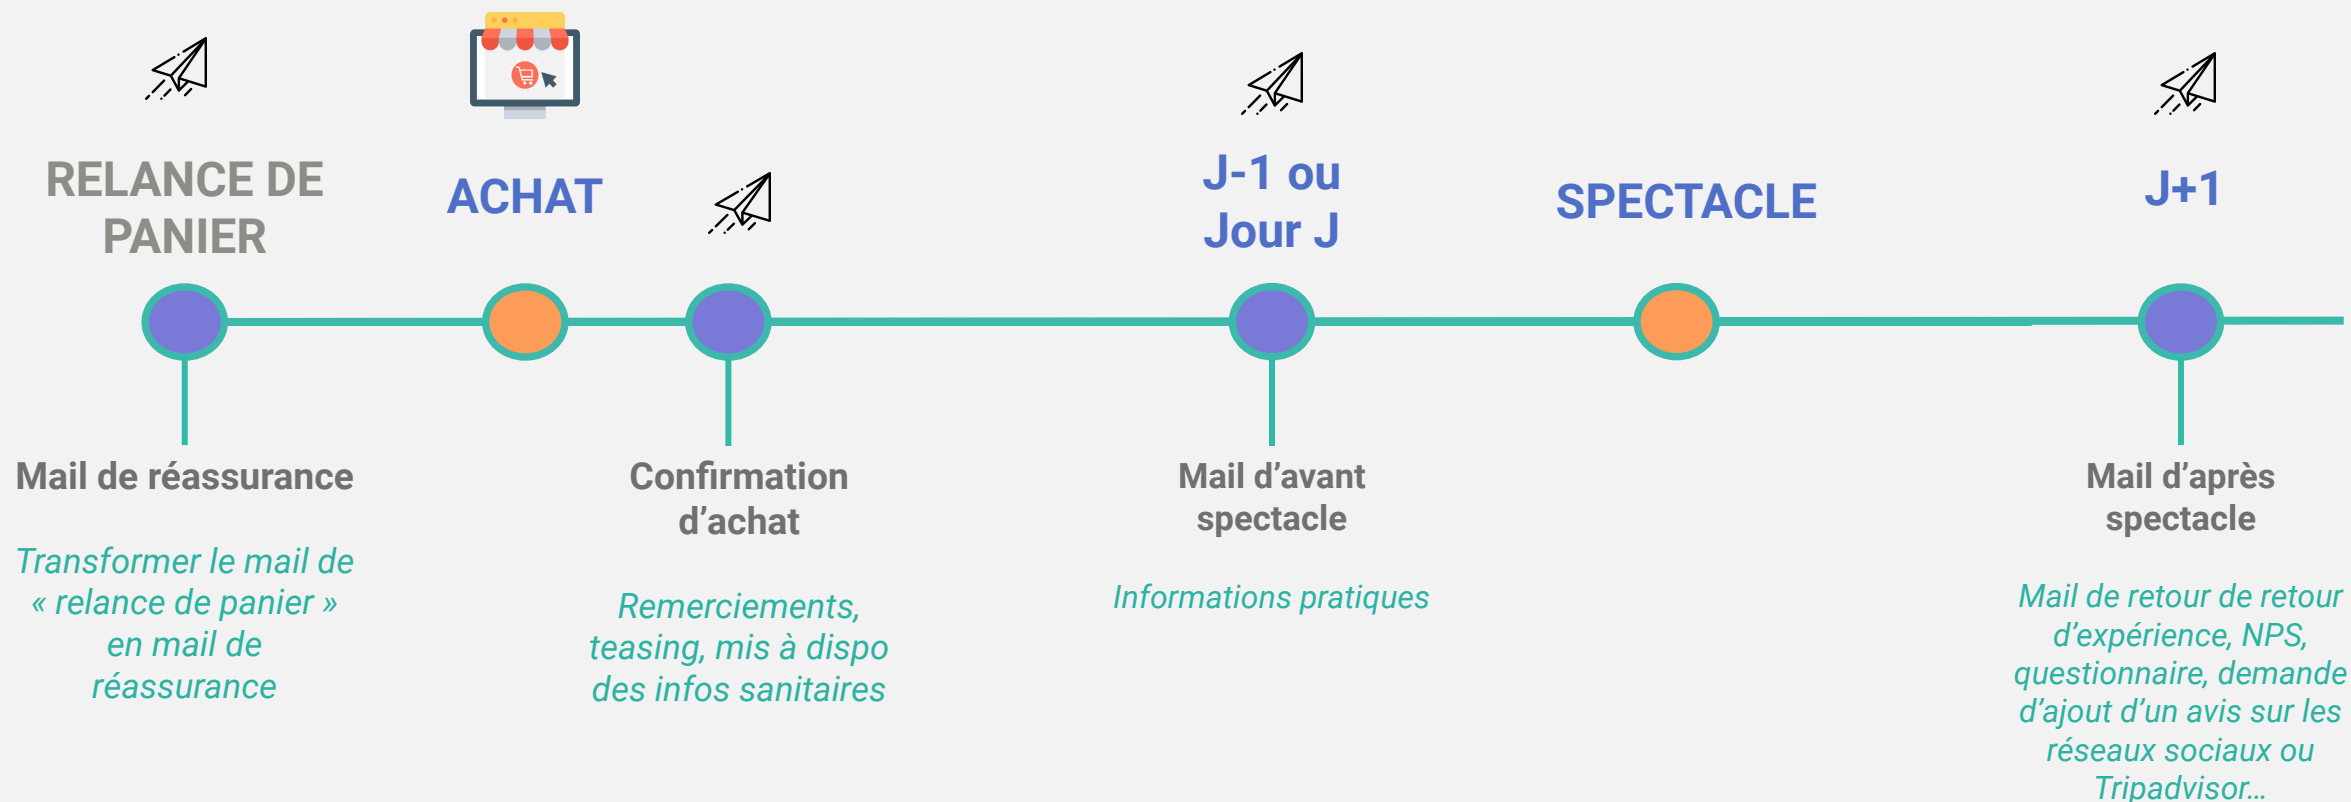 RELANCE DE
PANIER
ACHAT
J-1 ou
Jour J
SPECTACLE
J+1
Mail de réassurance
Transformer le mail de
« relance de panier »
en mail de
réassurance
Confirmation
d’achat
Remerciements,
teasing, mis à dispo
des infos sanitaires
Mail d’avant
spectacle
Informations pratiques
Mail d’après
spectacle
Mail de retour de retour
d’expérience, NPS,
questionnaire, demande
d’ajout d’un avis sur les
réseaux sociaux ou
Tripadvisor…